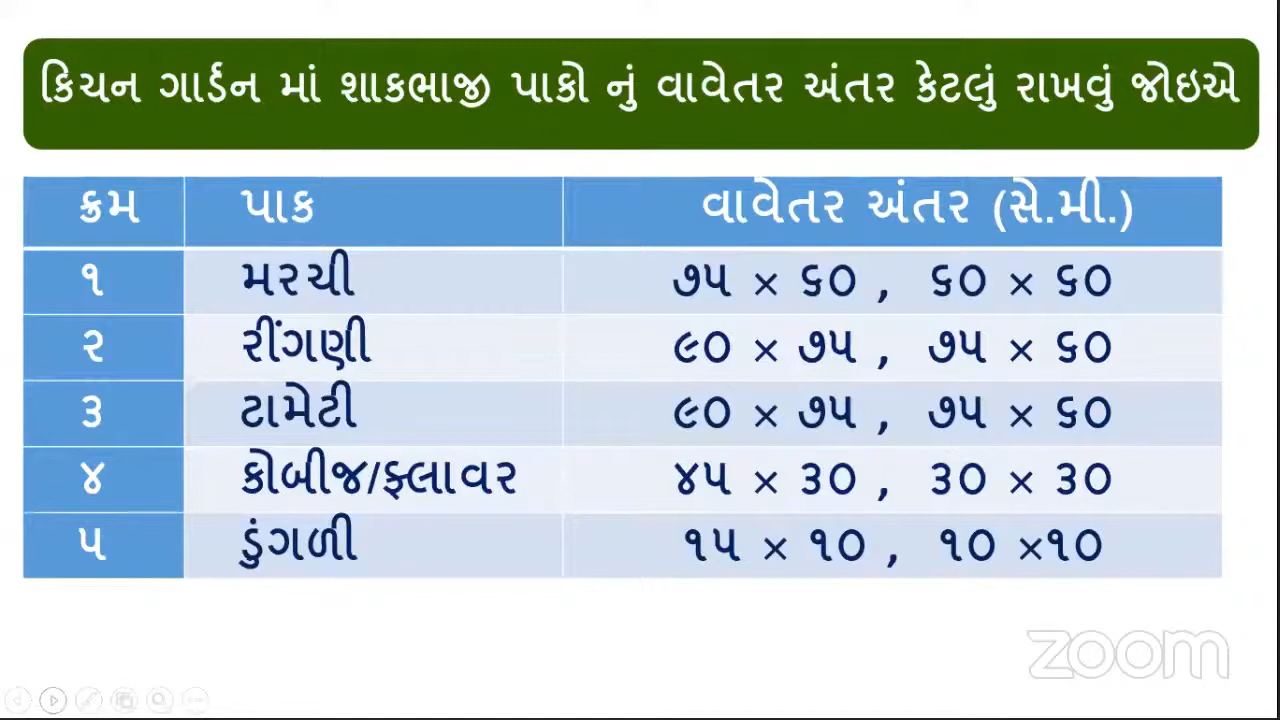 કિચન ગાર્ડન માં શાકભાજી પાકો નું વાવેતર અંતર કેટલું રાખવું જોઇએ
ક્રમ પાક વાવેતર અંતર (સે.મી.)
૧ મરચી ૭૫ × ૬૦ , ૬૦ × ૬૦
૨ રીંગણી ૯૦ × ૭૫ , ૭૫ × ૬૦
૩ ટામેટી ૯૦ × ૭૫ , ૭૫ × ૬૦
૪ કોબીજ/ફ્લાવર ૪૫ × ૩૦ , ૩૦ × ૩૦
૫ ડુંગળી ૧૫ × ૧૦ , ૧૦ ×૧૦
zoom